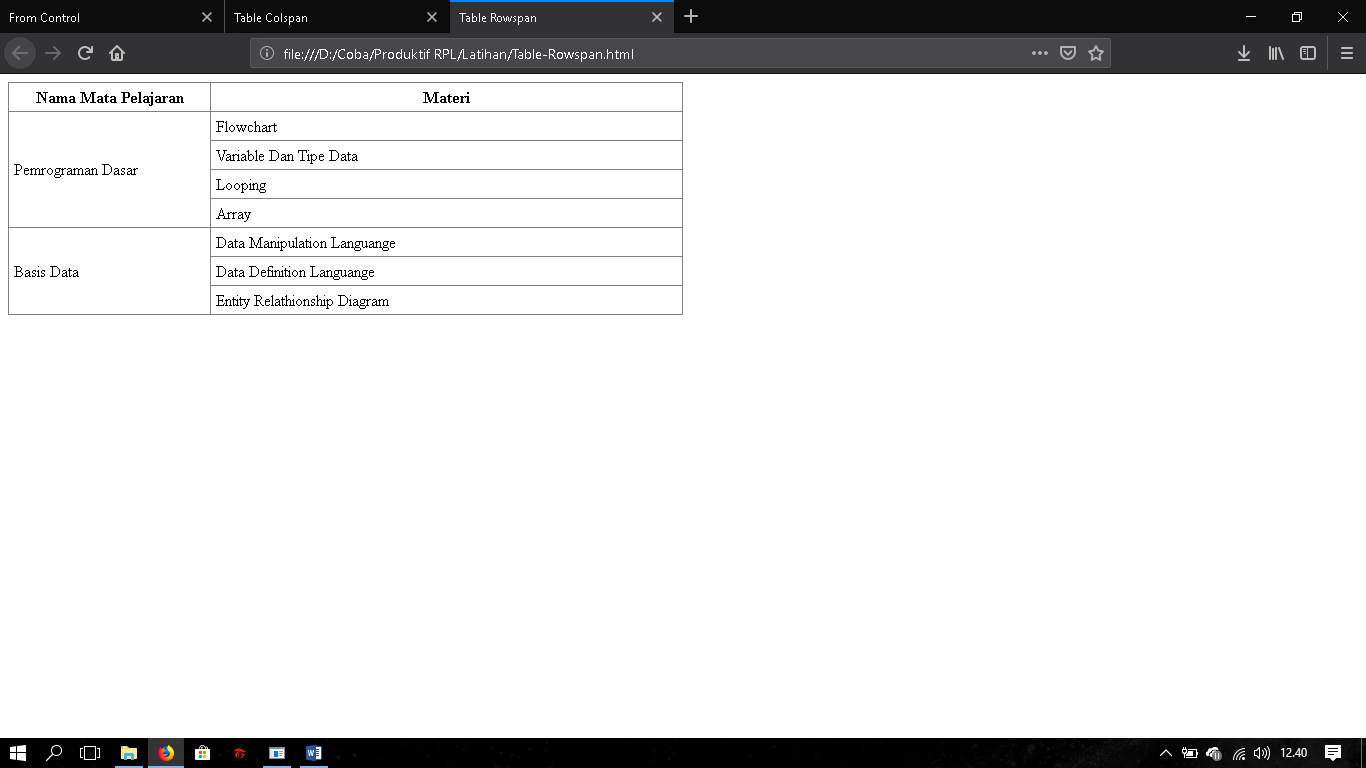 From Control
Table Colspan
Table Rowspan
file:///D:/Coba/Produktif RPL/Latihan/Table-Rowspan.html
Nama Mata Pelajaran
Materi
Pemrograman Dasar
Flowchart
Variable Dan Tipe Data
Looping
Array
Basis Data
Data Manipulation Languange
Data Definition Languange
Entity Relathionship Diagram
12.40